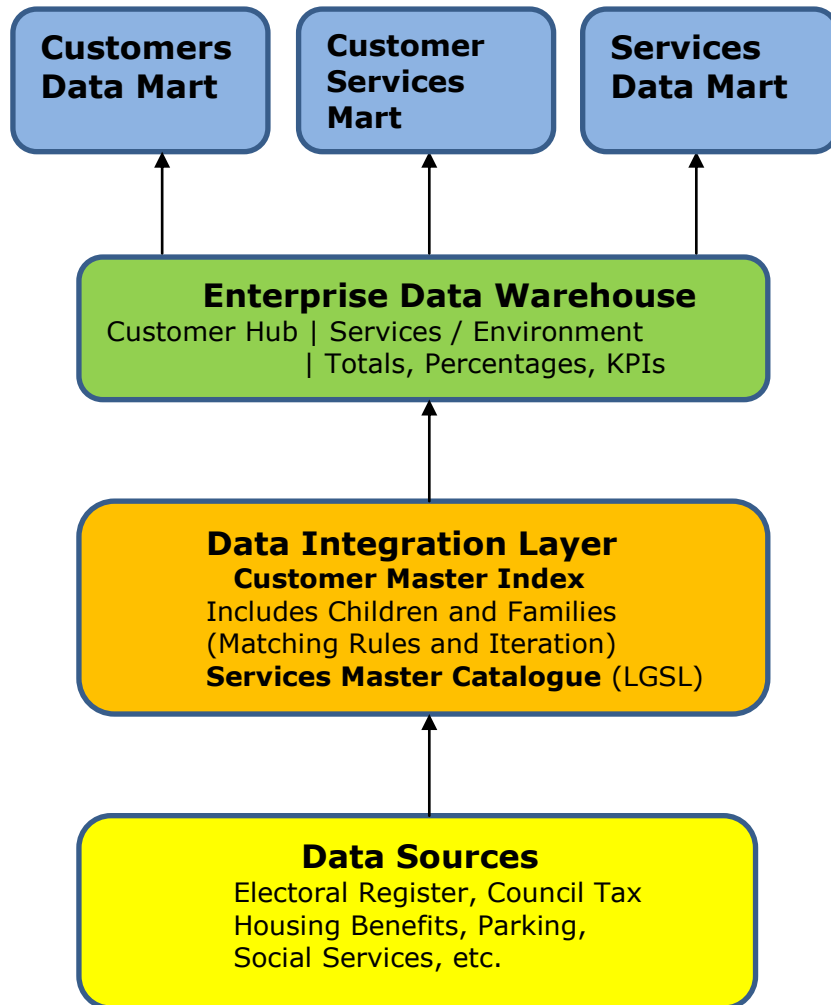 Customers
Data Mart
Customer
Services
Mart
Services
Data Mart
Enterprise Data Warehouse
Customer Hub | Services / Environment
| Totals, Percentages, KPIs
Data Integration Layer
Customer Master Index
Includes Children and Families
(Matching Rules and Iteration)
Services Master Catalogue (LGSL)
Data Sources
Electoral Register, Council Tax
Housing Benefits, Parking,
Social Services, etc.